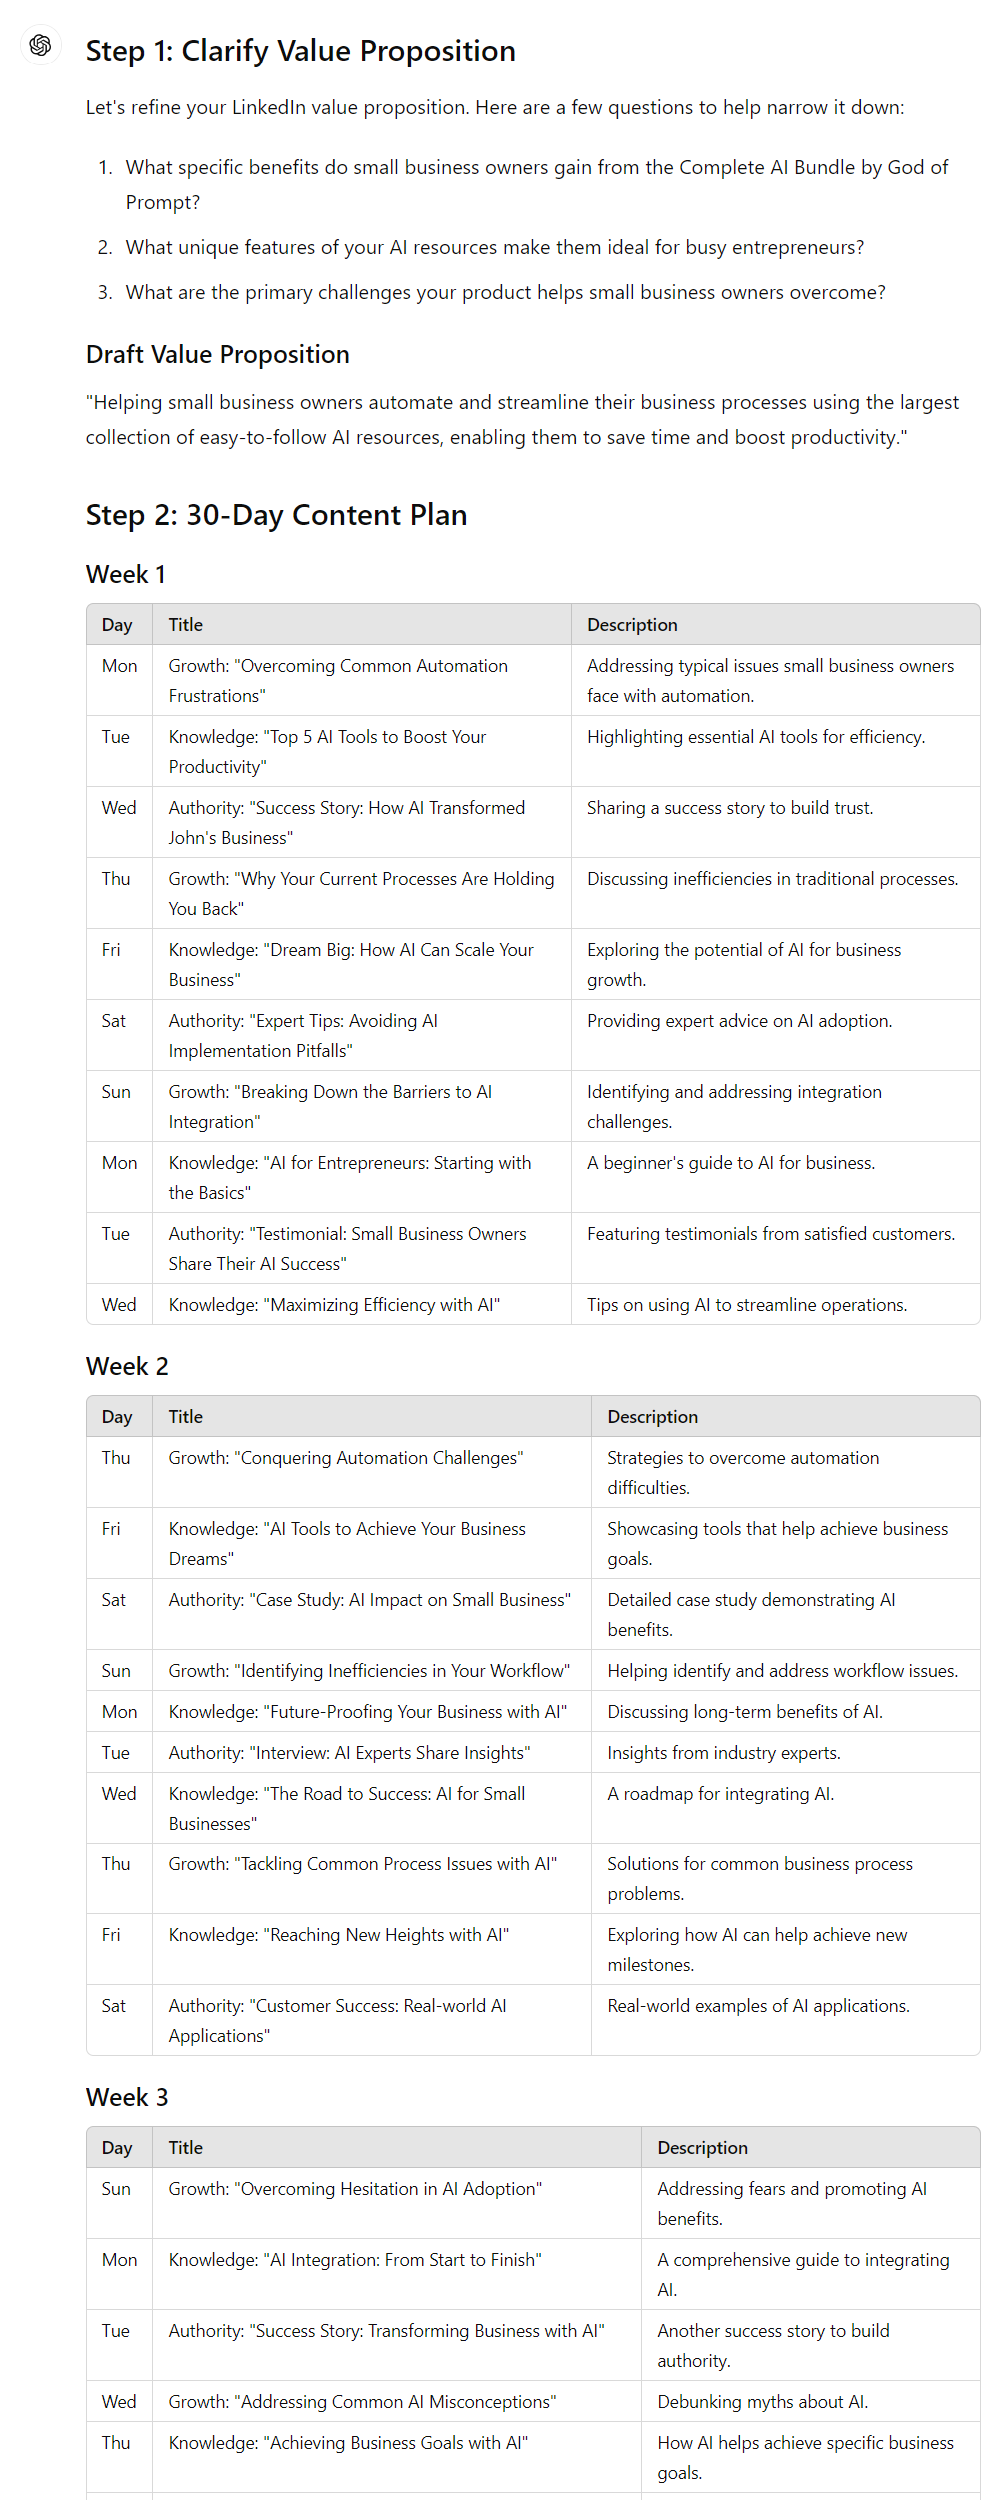 Step 1: Clarify Value Proposition
Let's refine your LinkedIn value proposition. Here are a few questions to help narrow it down:
1. What specific benefits do small business owners gain from the Complete AI Bundle by God of
Prompt?
2. What unique features of your AI resources make them ideal for busy entrepreneurs?
3. What are the primary challenges your product helps small business owners overcome?
Draft Value Proposition
"Helping small business owners automate and streamline their business processes using the largest
collection of easy-to-follow AI resources, enabling them to save time and boost productivity."
Step 2: 30-Day Content Plan
Week 1
Day Title Description
Mon Growth: "Overcoming Common Automation Addressing typical issues small business owners
Frustrations" face with automation.
Tue Knowledge: "Top 5 AI Tools to Boost Your Highlighting essential AI tools for efficiency.
Productivity"
Wed Authority: "Success Story: How AI Transformed Sharing a success story to build trust.
John's Business"
Thu Growth: "Why Your Current Processes Are Holding Discussing inefficiencies in traditional processes.
You Back"
Fri Knowledge: "Dream Big: How AI Can Scale Your Exploring the potential of AI for business
Business" growth.
Sat Authority: "Expert Tips: Avoiding AI Providing expert advice on AI adoption.
Implementation Pitfalls"
Sun Growth: "Breaking Down the Barriers to AI Identifying and addressing integration
Integration" challenges.
Mon Knowledge: "AI for Entrepreneurs: Starting with A beginner's guide to AI for business.
the Basics"
Tue Authority: "Testimonial: Small Business Owners Featuring testimonials from satisfied customers.
Share Their AI Success"
Wed Knowledge: "Maximizing Efficiency with AI" Tips on using AI to streamline operations.
Week 2
Day Title Description
Thu Growth: "Conquering Automation Challenges" Strategies to overcome automation
difficulties.
Fri Knowledge: "AI Tools to Achieve Your Business Showcasing tools that help achieve business
Dreams" goals.
Sat Authority: "Case Study: AI Impact on Small Business" Detailed case study demonstrating AI
benefits.
Sun Growth: "Identifying Inefficiencies in Your Workflow" Helping identify and address workflow issues.
Mon Knowledge: "Future-Proofing Your Business with AI" Discussing long-term benefits of AI.
Tue Authority: "Interview: AI Experts Share Insights" Insights from industry experts.
Wed Knowledge: "The Road to Success: AI for Small A roadmap for integrating AI.
Businesses"
Thu Growth: "Tackling Common Process Issues with AI" Solutions for common business process
problems.
Fri Knowledge: "Reaching New Heights with AI" Exploring how AI can help achieve new
milestones.
Sat Authority: "Customer Success: Real-world AI Real-world examples of AI applications.
Applications"
Week 3
Day Title Description
Sun Growth: "Overcoming Hesitation in AI Adoption" Addressing fears and promoting AI
benefits.
Mon Knowledge: "AI Integration: From Start to Finish" A comprehensive guide to integrating
AI.
Tue Authority: "Success Story: Transforming Business with AI" Another success story to build
authority.
Wed Growth: "Addressing Common AI Misconceptions" Debunking myths about AI.
Thu Knowledge: "Achieving Business Goals with AI" How AI helps achieve specific business
goals.